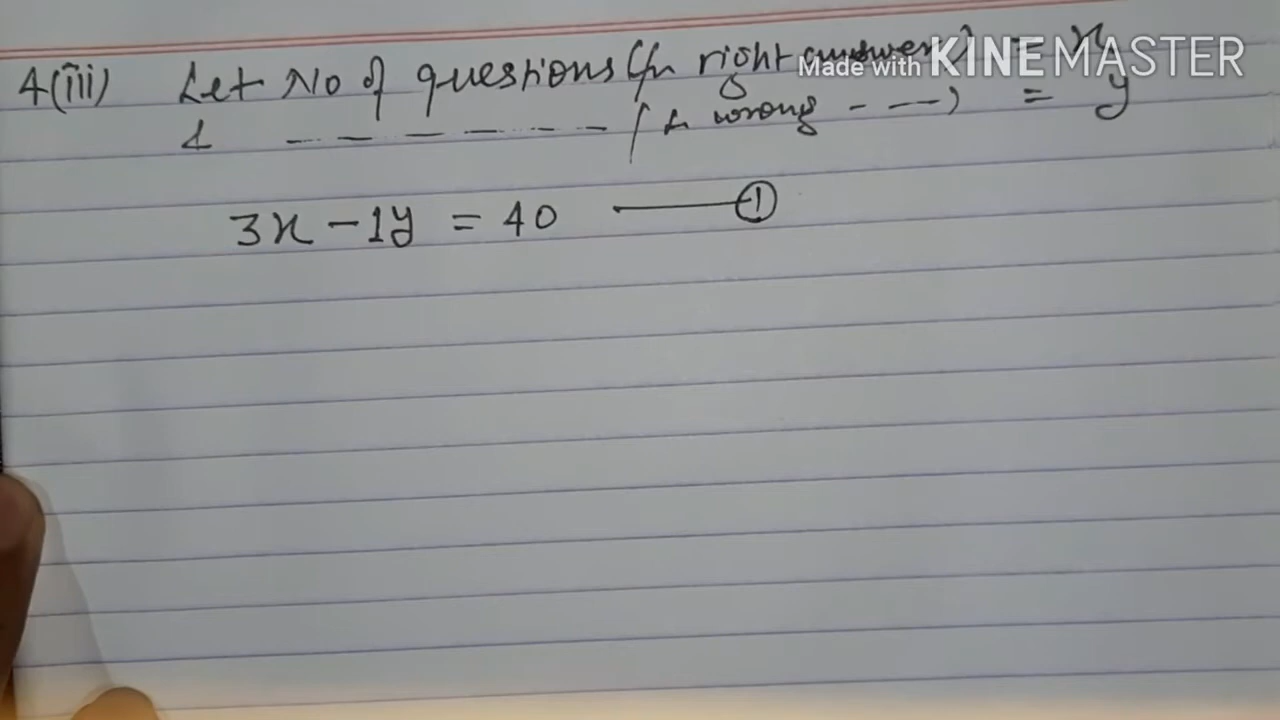 4(iii) Let No of questions (for right answer) = x
Made with KINEMASTER
& — — — — — — (for wrong - —) = y
3x - 1y = 40 —— ①